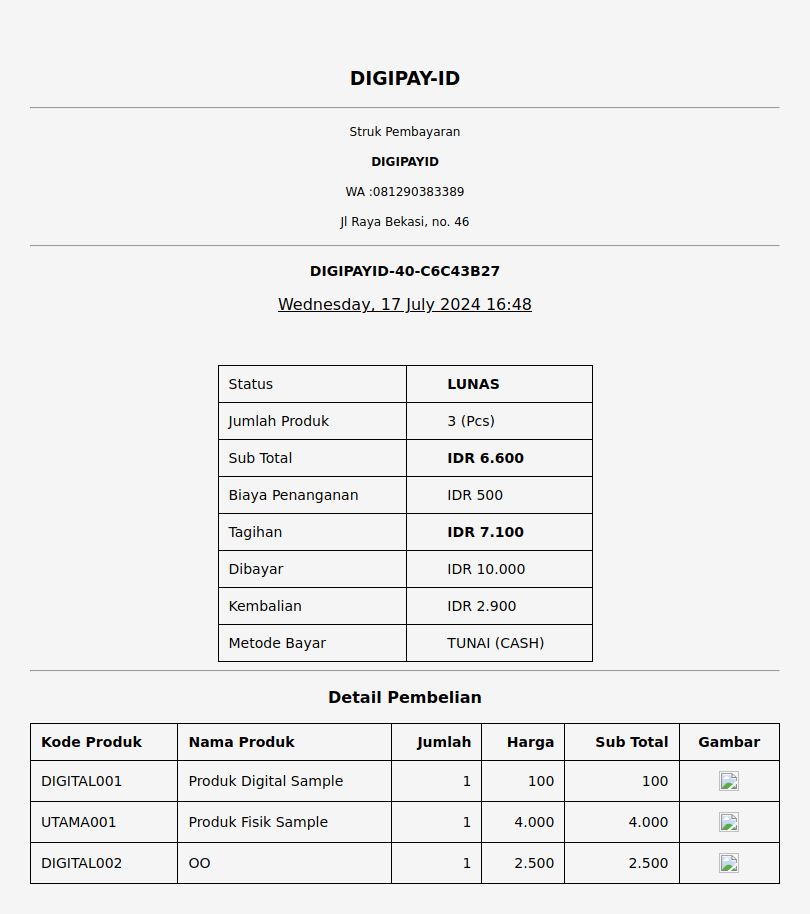 DIGIPAY-ID
Struk Pembayaran
DIGIPAYID
WA :081290383389
Jl Raya Bekasi, no. 46
DIGIPAYID-40-C6C43B27
Wednesday, 17 July 2024 16:48
Status LUNAS
Jumlah Produk 3 (Pcs)
Sub Total IDR 6.600
Biaya Penanganan IDR 500
Tagihan IDR 7.100
Dibayar IDR 10.000
Kembalian IDR 2.900
Metode Bayar TUNAI (CASH)
Detail Pembelian
Kode Produk Nama Produk Jumlah Harga Sub Total Gambar
DIGITAL001 Produk Digital Sample 1 100 100
UTAMA001 Produk Fisik Sample 1 4.000 4.000
DIGITAL002 OO 1 2.500 2.500